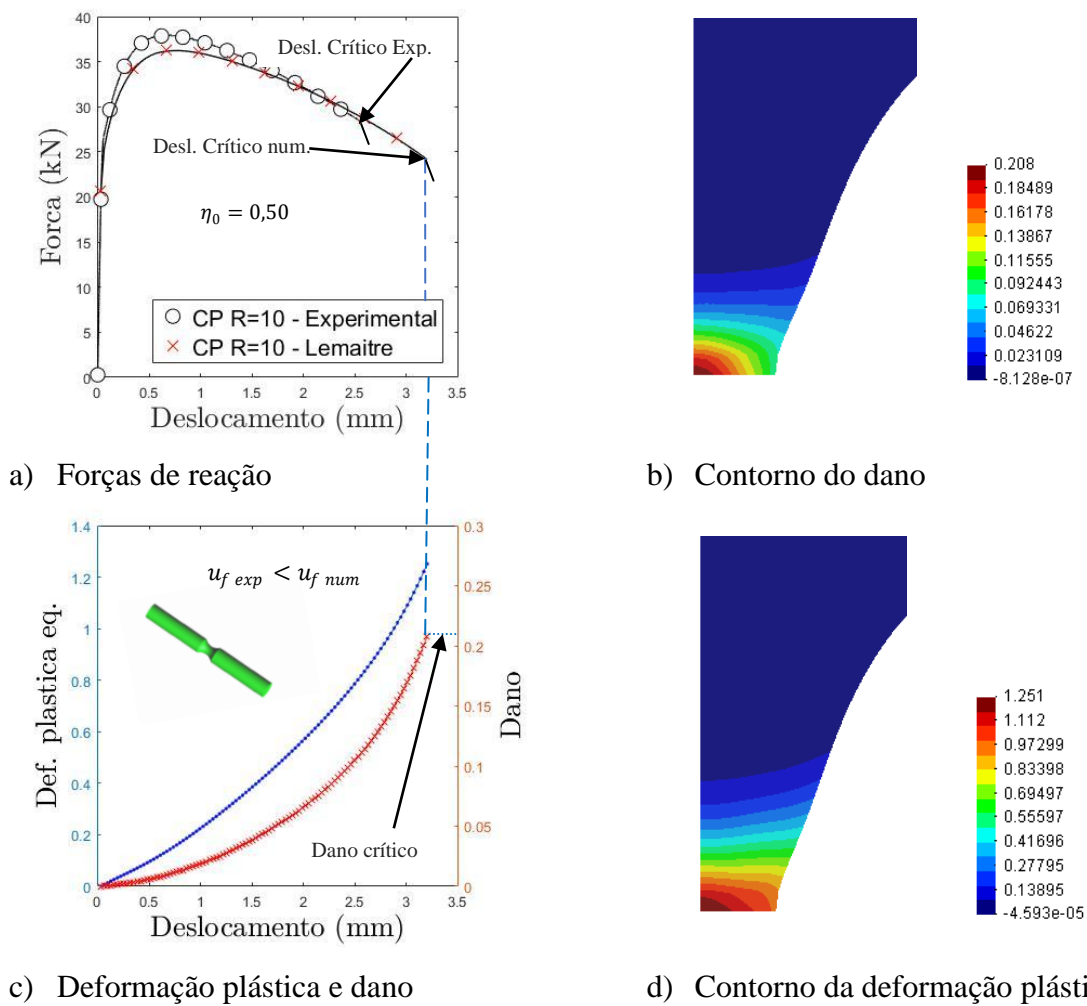 40
35
30
25
20
15
10
5
0
Forca (kN)
Desl. Crítico Exp.
Desl. Crítico num.
η₀ = 0,50
CP R=10 - Experimental
CP R=10 - Lemaitre
0 0.5 1 1.5 2 2.5 3 3.5
Deslocamento (mm)
0.208
0.18489
0.16178
0.13867
0.11555
0.092443
0.069331
0.04622
0.023109
-8.128e-07
a) Forças de reação
b) Contorno do dano
1.4
1.2
1
0.8
0.6
0.4
0.2
0
Def. plastica eq.
u_f exp < u_f num
Dano crítico
0.3
0.25
0.2
0.15
0.1
0.05
0
Dano
0 0.5 1 1.5 2 2.5 3 3.5
Deslocamento (mm)
1.251
1.112
0.97299
0.83398
0.69497
0.55597
0.41696
0.27795
0.13895
-4.593e-05
c) Deformação plástica e dano
d) Contorno da deformação plásti